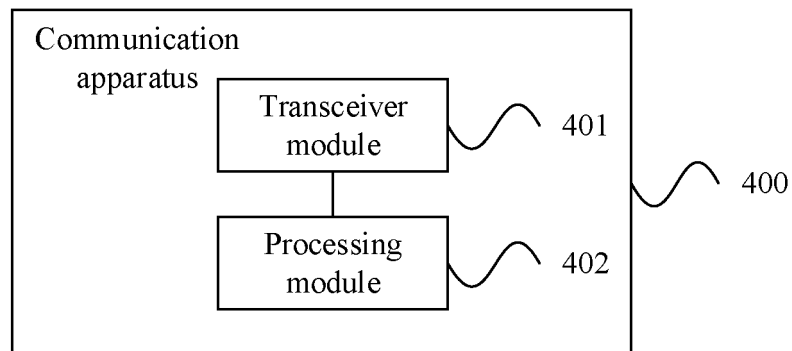 Communication
apparatus
Transceiver
module
401
400
Processing
module
402